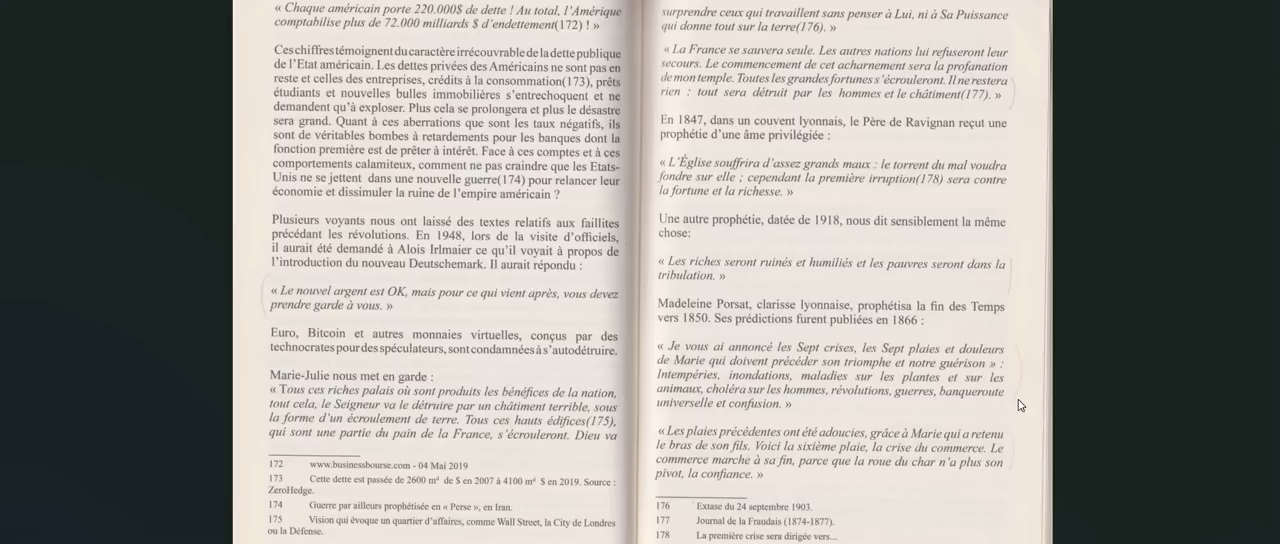 « Chaque américain porte 220.000$ de dette ! Au total, l'Amérique
comptabilise plus de 72.000 milliards $ d'endettement(172) ! »
Ces chiffres témoignent du caractère irrécouvrable de la dette publique
de l'Etat américain. Les dettes privées des Américains ne sont pas en
reste et celles des entreprises, crédits à la consommation(173), prêts
étudiants et nouvelles bulles immobilières s'entrechoquent et ne
demandent qu'à exploser. Plus cela se prolongera et plus le désastre
sera grand. Quant à ces aberrations que sont les taux négatifs, ils
sont de véritables bombes à retardements pour les banques dont la
fonction première est de prêter à intérêt. Face à ces comptes et à ces
comportements calamiteux, comment ne pas craindre que les Etats-
Unis ne se jettent dans une nouvelle guerre(174) pour relancer leur
économie et dissimuler la ruine de l'empire américain ?
Plusieurs voyants nous ont laissé des textes relatifs aux faillites
précédant les révolutions. En 1948, lors de la visite d'officiels,
il aurait été demandé à Alois Irlmaier ce qu'il voyait à propos de
l'introduction du nouveau Deutschemark. Il aurait répondu :
« Le nouvel argent est OK, mais pour ce qui vient après, vous devez
prendre garde à vous. »
Euro, Bitcoin et autres monnaies virtuelles, conçus par des
technocrates pour des spéculateurs, sont condamnées à s'autodétruire.
Marie-Julie nous met en garde :
« Tous ces riches palais où sont produits les bénéfices de la nation,
tout cela, le Seigneur va le détruire par un châtiment terrible, sous
la forme d'un écroulement de terre. Tous ces hauts édifices(175),
qui sont une partie du pain de la France, s'écrouleront. Dieu va
172 www.businessbourse.com - 04 Mai 2019
173 Cette dette est passée de 2600 mᵈ de $ en 2007 à 4100 mᵈ $ en 2019. Source :
ZeroHedge.
174 Guerre par ailleurs prophétisée en « Perse », en Iran.
175 Vision qui évoque un quartier d'affaires, comme Wall Street, la City de Londres
ou la Défense.
surprendre ceux qui travaillent sans penser à Lui, ni à Sa Puissance
qui donne tout sur la terre(176). »
« La France se sauvera seule. Les autres nations lui refuseront leur
secours. Le commencement de cet acharnement sera la profanation
de mon temple. Toutes les grandes fortunes s'écrouleront. Il ne restera
rien : tout sera détruit par les hommes et le châtiment(177). »
En 1847, dans un couvent lyonnais, le Père de Ravignan reçut une
prophétie d'une âme privilégiée :
« L'Église souffrira d'assez grands maux : le torrent du mal voudra
fondre sur elle ; cependant la première irruption(178) sera contre
la fortune et la richesse. »
Une autre prophétie, datée de 1918, nous dit sensiblement la même
chose:
« Les riches seront ruinés et humiliés et les pauvres seront dans la
tribulation. »
Madeleine Porsat, clarisse lyonnaise, prophétisa la fin des Temps
vers 1850. Ses prédictions furent publiées en 1866 :
« Je vous ai annoncé les Sept crises, les Sept plaies et douleurs
de Marie qui doivent précéder son triomphe et notre guérison » :
Intempéries, inondations, maladies sur les plantes et sur les
animaux, choléra sur les hommes, révolutions, guerres, banqueroute
universelle et confusion. »
« Les plaies précédentes ont été adoucies, grâce à Marie qui a retenu
le bras de son fils. Voici la sixième plaie, la crise du commerce. Le
commerce marche à sa fin, parce que la roue du char n'a plus son
pivot, la confiance. »
176 Extase du 24 septembre 1903.
177 Journal de la Fraudais (1874-1877).
178 La première crise sera dirigée vers...